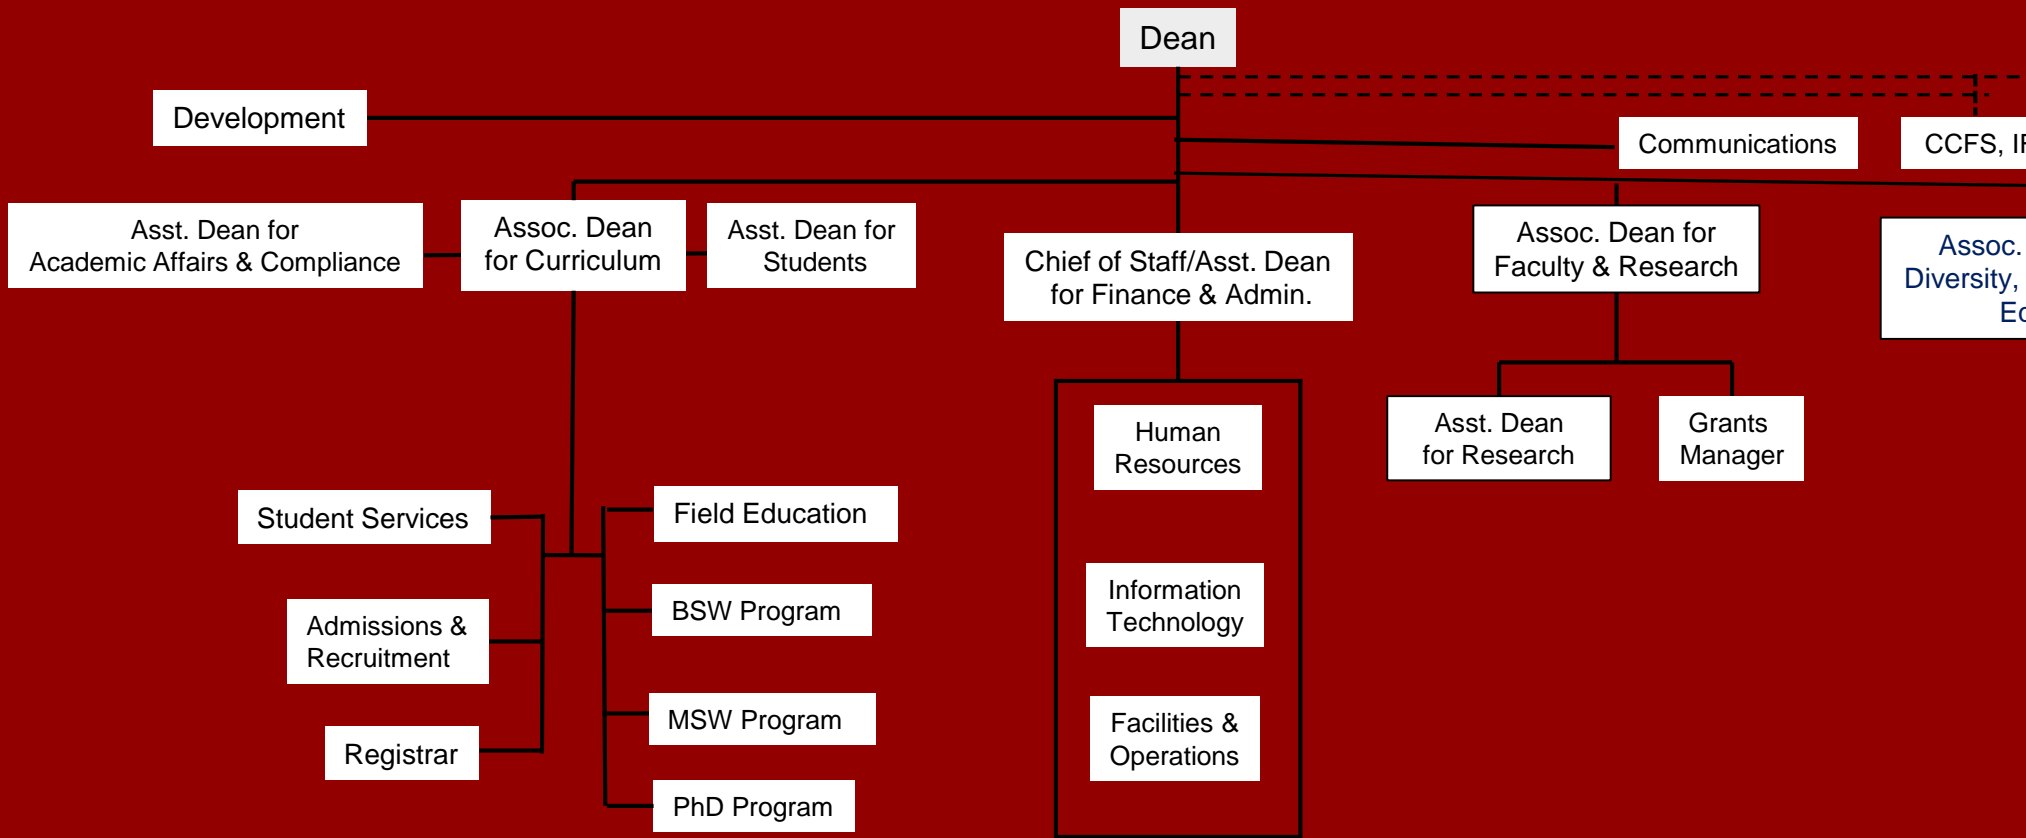 Dean
Development
Communications
CCFS, IF
Asst. Dean for
Academic Affairs & Compliance
Assoc. Dean
for Curriculum
Asst. Dean for
Students
Chief of Staff/Asst. Dean
for Finance & Admin.
Assoc. Dean for
Faculty & Research
Assoc.
Diversity,
Human
Resources
Asst. Dean
for Research
Grants
Manager
Student Services
Field Education
Information
Technology
Admissions &
Recruitment
BSW Program
MSW Program
Facilities &
Operations
Registrar
PhD Program